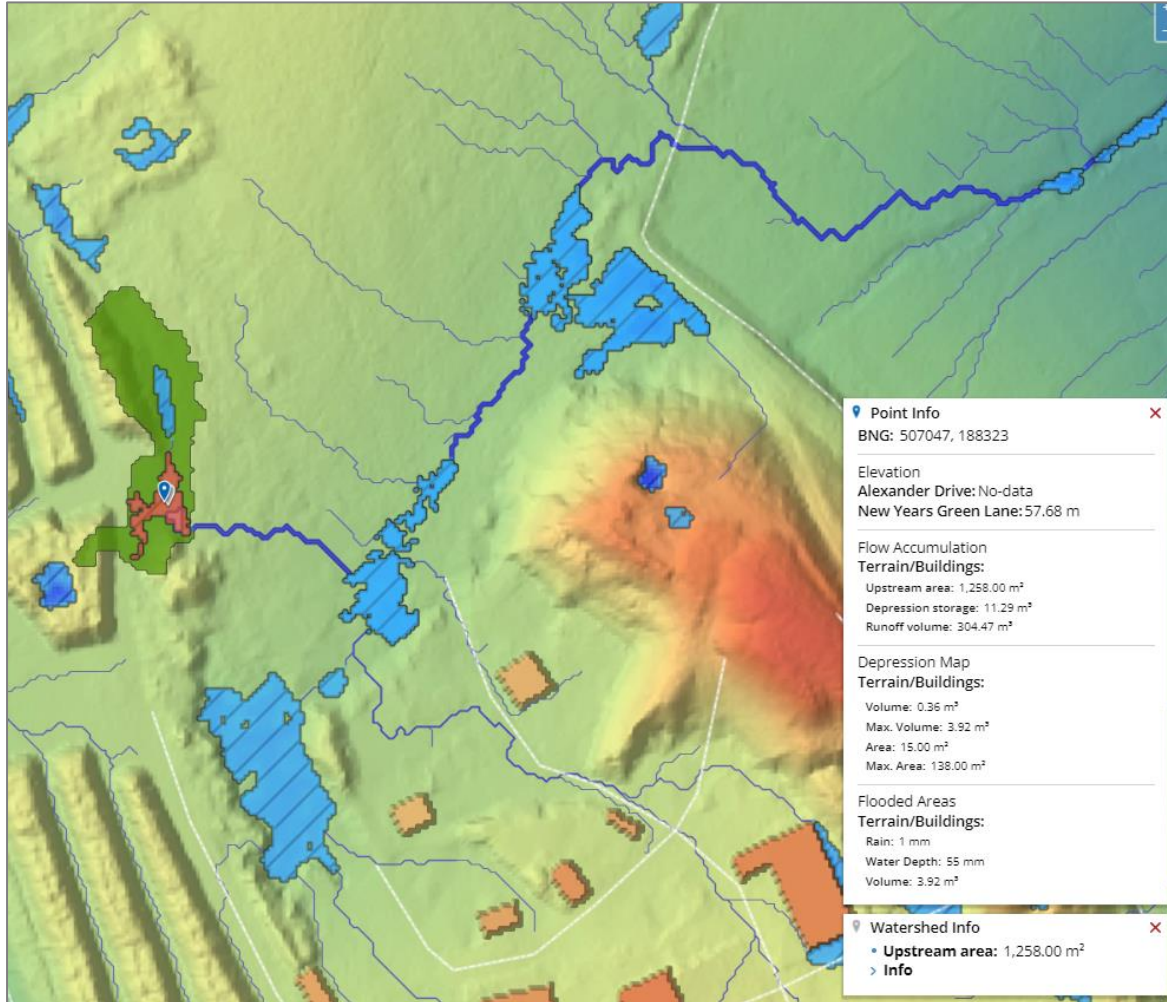 Point Info
BNG: 507047, 188323
Elevation
Alexander Drive: No-data
New Years Green Lane: 57.68 m
Flow Accumulation
Terrain/Buildings:
Upstream area: 1,258.00 m²
Depression storage: 11.29 m³
Runoff volume: 304.47 m³
Depression Map
Terrain/Buildings:
Volume: 0.36 m³
Max. Volume: 3.92 m³
Area: 15.00 m²
Max. Area: 138.00 m²
Flooded Areas
Terrain/Buildings:
Rain: 1 mm
Water Depth: 55 mm
Volume: 3.92 m³
Watershed Info
• Upstream area: 1,258.00 m²
> Info